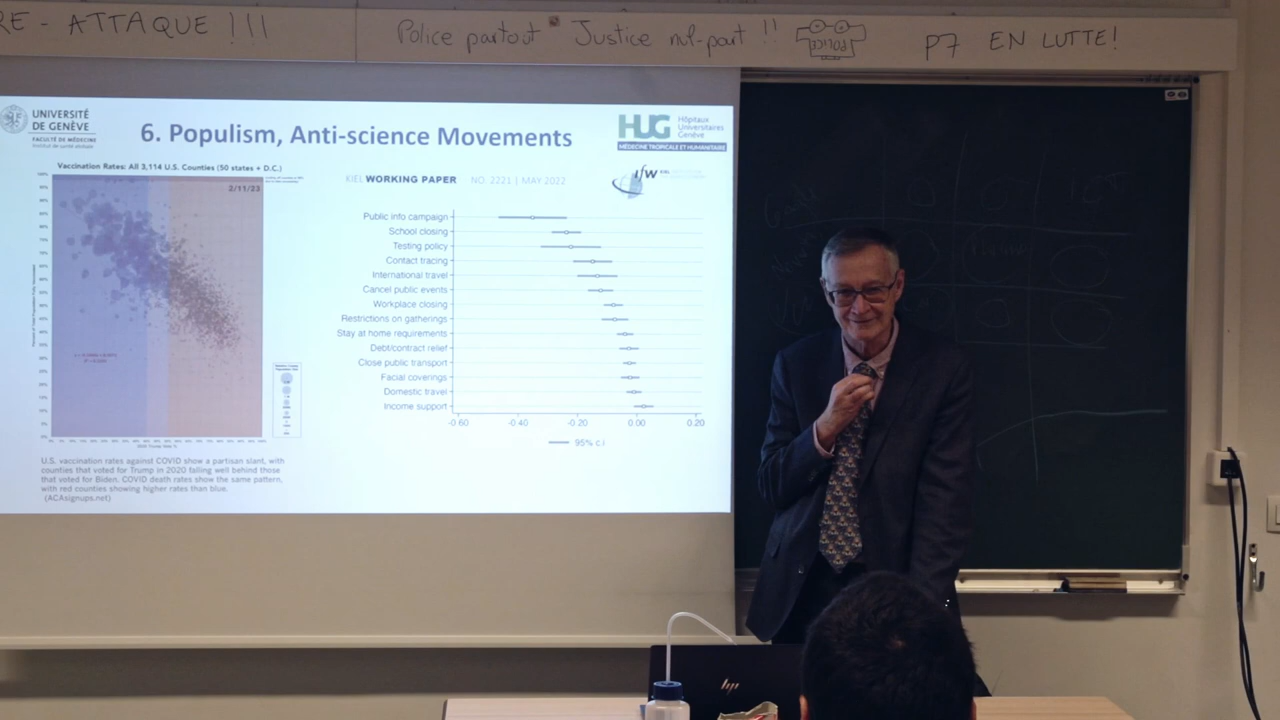 RE - ATTAQUE !!!
Police partout Justice nul-part !!
POLICE
P7 EN LUTTE!
UNIVERSITÉ
DE GENÈVE
FACULTÉ DE MÉDECINE
Institut de santé globale
6. Populism, Anti-science Movements
HUG
Hôpitaux
Universitaires
Genève
MÉDECINE TROPICALE ET HUMANITAIRE
Vaccination Rates: All 3,114 U.S. Counties (50 states + D.C.)
2/11/23
KIEL WORKING PAPER NO. 2221 | MAY 2022
ifw KIEL
Public info campaign
School closing
Testing policy
Contact tracing
International travel
Cancel public events
Workplace closing
Restrictions on gatherings
Stay at home requirements
Debt/contract relief
Close public transport
Facial coverings
Domestic travel
Income support
-0.60 -0.40 -0.20 0.00 0.20
95% c i
U.S. vaccination rates against COVID show a partisan slant, with
counties that voted for Trump in 2020 falling well behind those
that voted for Biden. COVID death rates show the same pattern,
with red counties showing higher rates than blue.
(ACAsignups.net)
hp